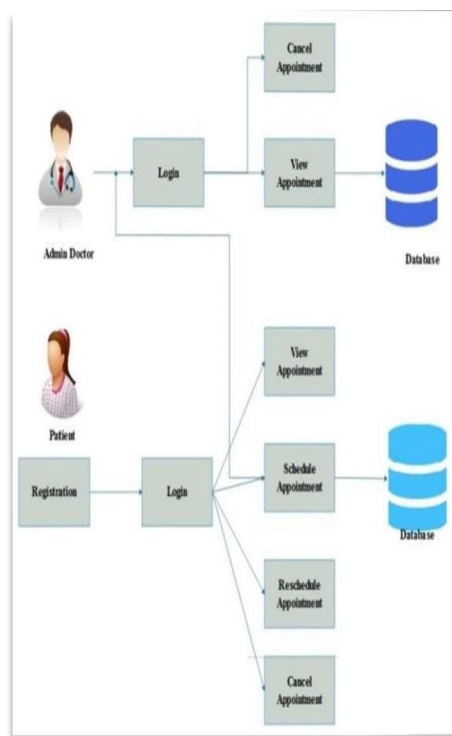 Cancel
Appointment
Login
View
Appointment
Admin Doctor
Database
View
Appointment
Patient
Registration
Login
Schedule
Appointment
Database
Reschedule
Appointment
Cancel
Appointment